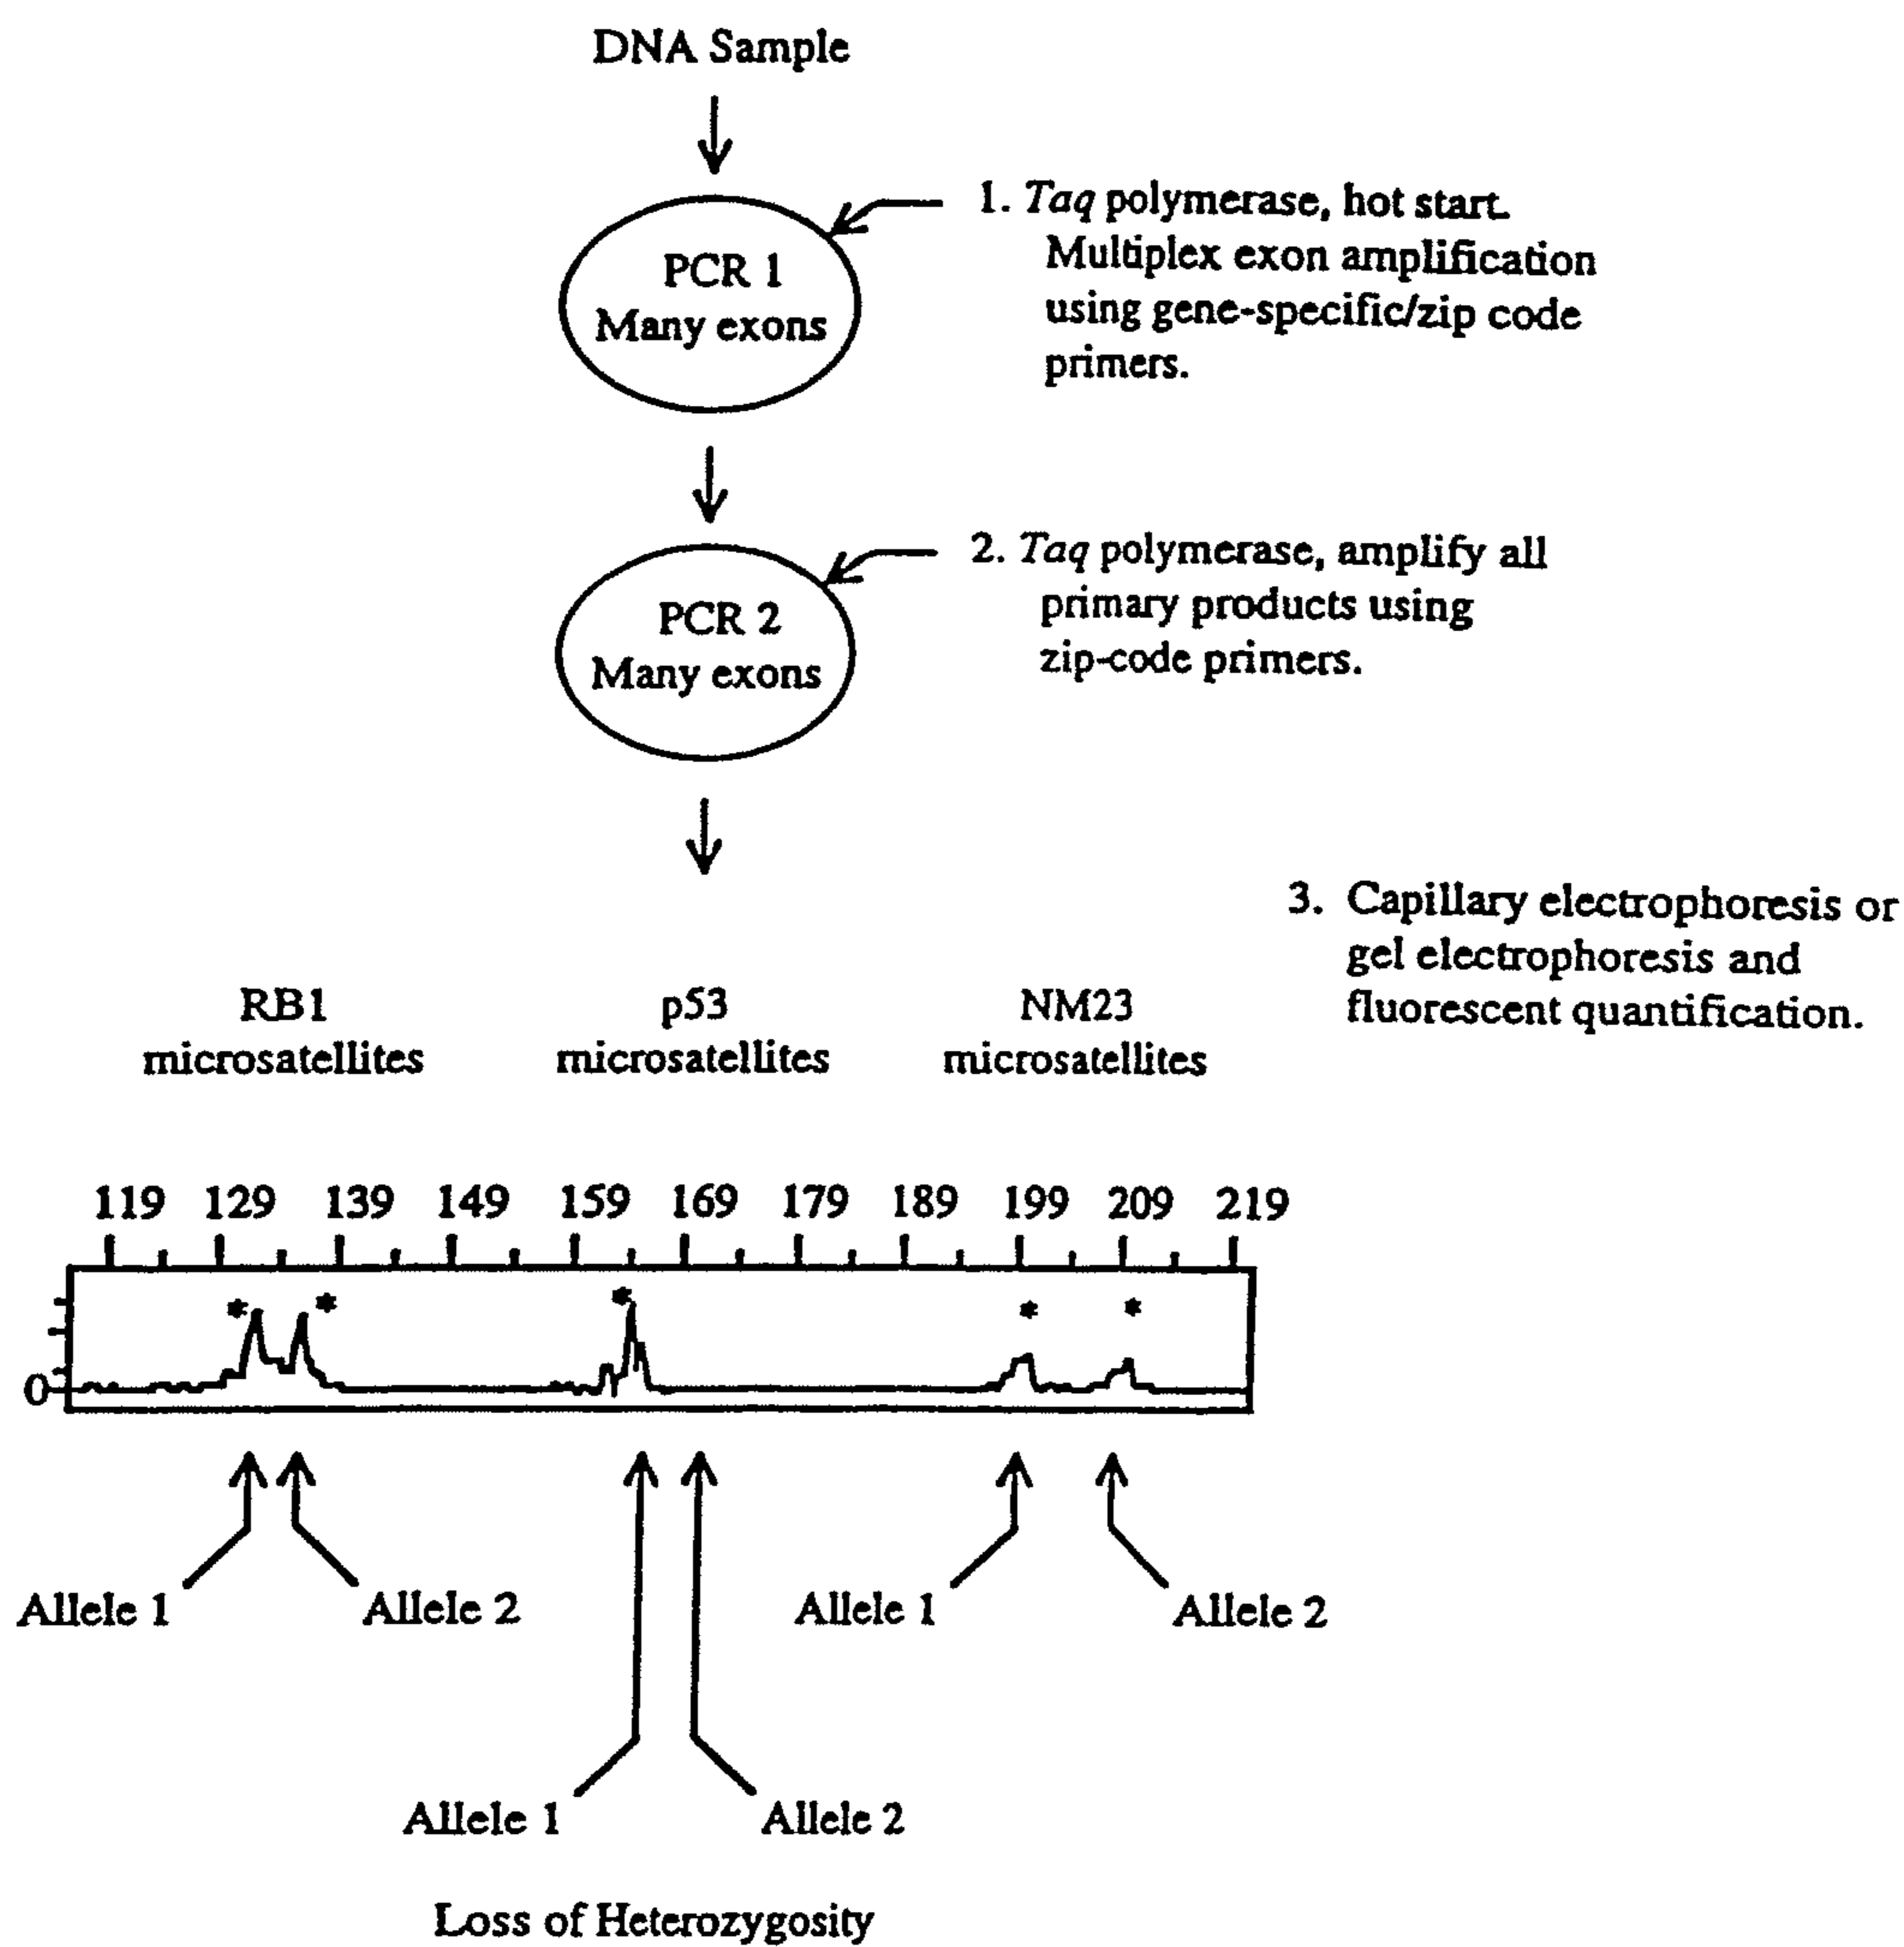 DNA Sample
1. Taq polymerase, hot start.
Multiplex exon amplification
using gene-specific/zip code
primers.
PCR 1
Many exons
2. Taq polymerase, amplify all
primary products using
zip-code primers.
PCR 2
Many exons
3. Capillary electrophoresis or
gel electrophoresis and
fluorescent quantification.
RB1
microsatellites
p53
microsatellites
NM23
microsatellites
119 129 139 149 159 169 179 189 199 209 219
* * * * *
0
Allele 1 Allele 2 Allele 1 Allele 2
Allele 1 Allele 2
Loss of Heterozygosity